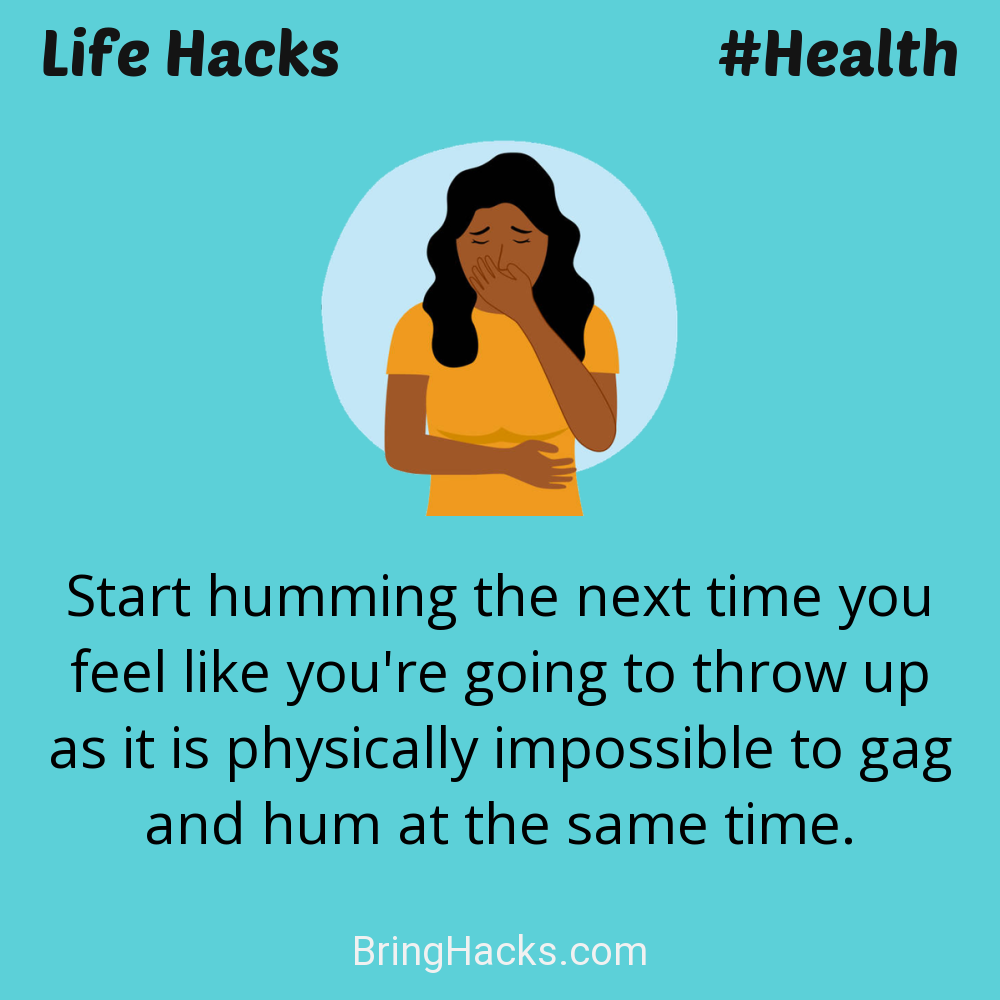 Life Hacks
#Health
Start humming the next time you
feel like you're going to throw up
as it is physically impossible to gag
and hum at the same time.
BringHacks.com